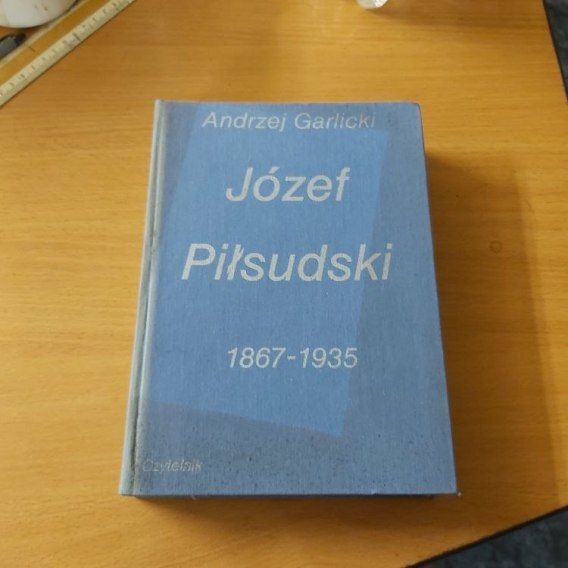 Andrzej Garlicki
Józef
Piłsudski
1867-1935
Czytelnik